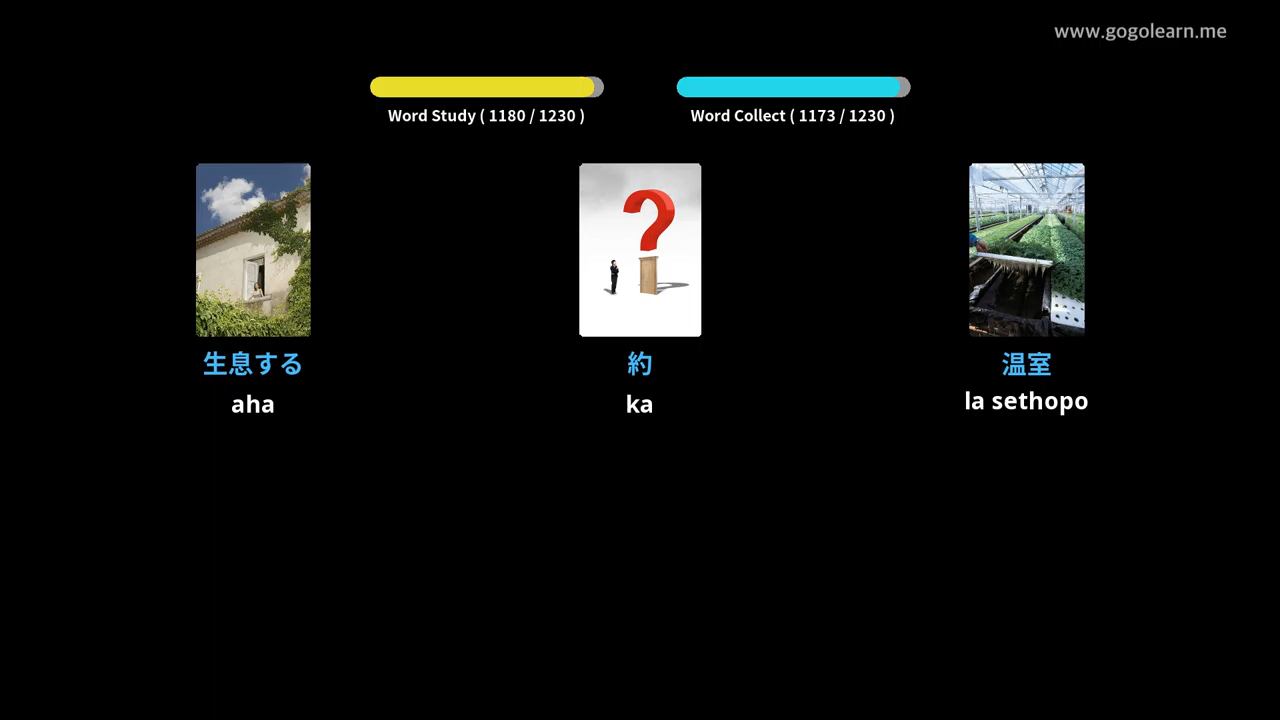 www.gogolearn.me
Word Study ( 1180 / 1230 )
Word Collect ( 1173 / 1230 )
生息する
約
温室
aha
ka
la sethopo